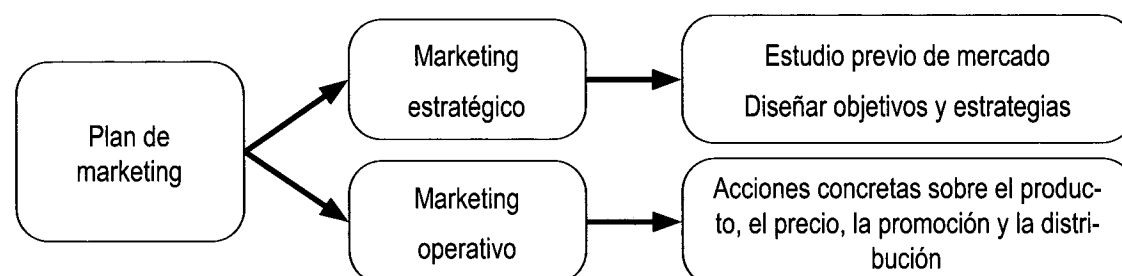 Plan de
marketing
Marketing
estratégico
Estudio previo de mercado
Diseñar objetivos y estrategias
Marketing
operativo
Acciones concretas sobre el produc-
to, el precio, la promoción y la distri-
bución